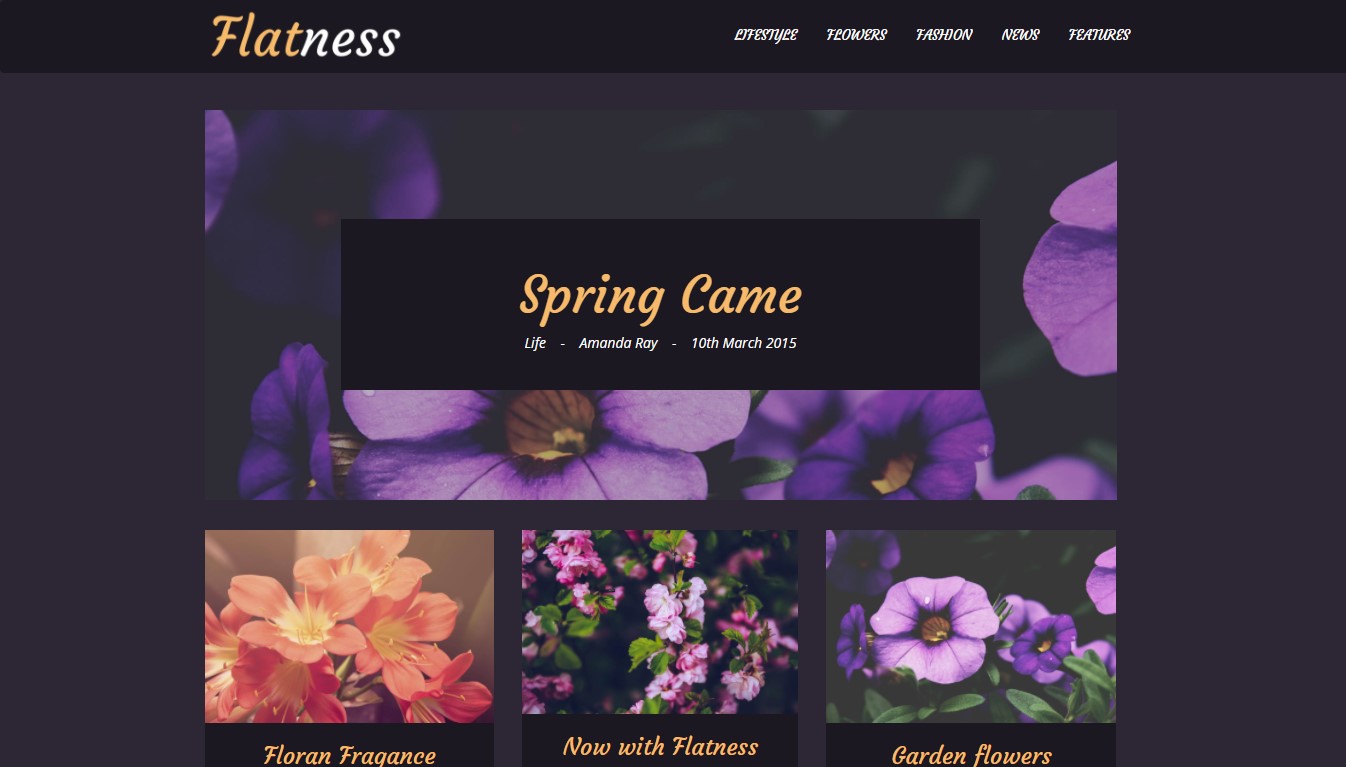 Flatness
LIFESTYLE FLOWERS FASHION NEWS FEATURES
Spring Came
Life - Amanda Ray - 10th March 2015
Floran Fragance
Now with Flatness
Garden flowers